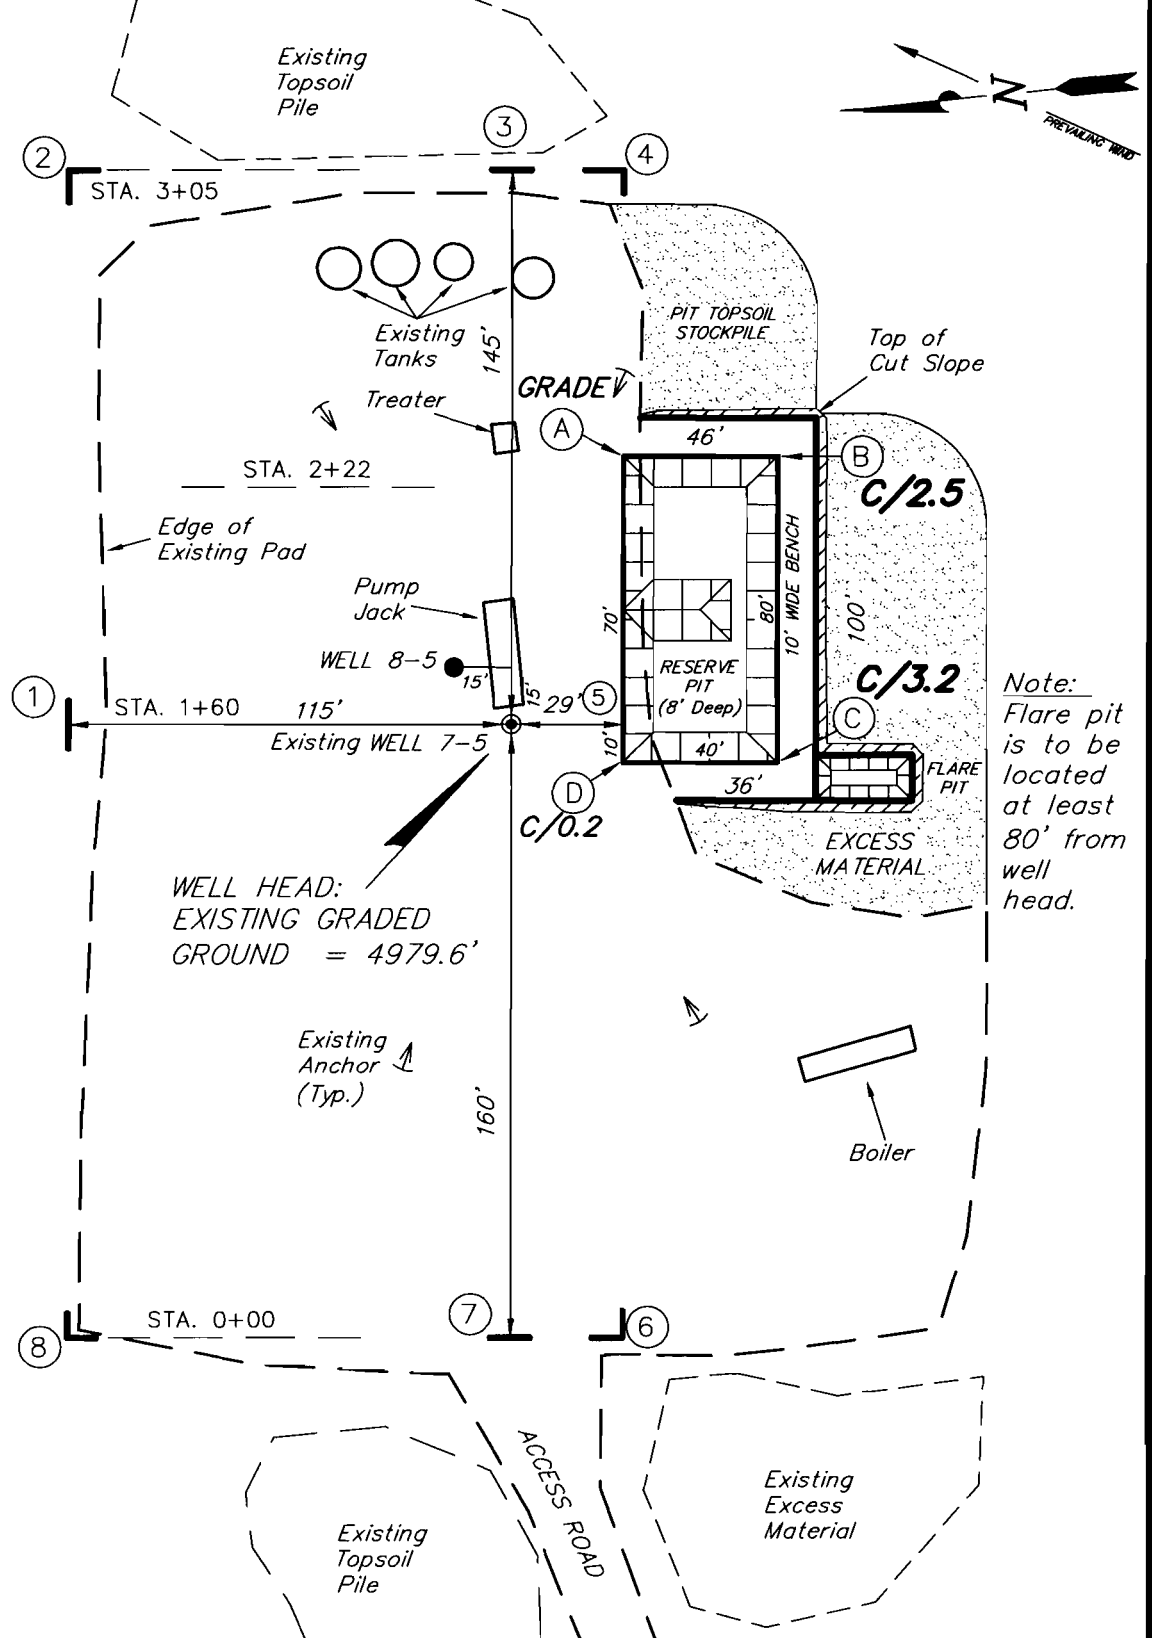 Existing
Topsoil
Pile
N
PREVAILING WIND
2
3
4
STA. 3+05
Existing
Tanks
145'
PIT TOPSOIL
STOCKPILE
Top of
Cut Slope
GRADE
Treater
A
46'
B
STA. 2+22
C/2.5
Edge of
Existing Pad
10' WIDE BENCH
Pump
Jack
70'
80'
100'
WELL 8-5
15'
15'
RESERVE
PIT
(8' Deep)
C/3.2
Note:
Flare pit
is to be
located
at least
80' from
well
head.
1
STA. 1+60
115'
29'
5
C
Existing WELL 7-5
10'
40'
FLARE
PIT
D
36'
C/0.2
EXCESS
MATERIAL
WELL HEAD:
EXISTING GRADED
GROUND = 4979.6'
Existing
Anchor
(Typ.)
160'
Boiler
STA. 0+00
7
6
8
ACCESS ROAD
Existing
Topsoil
Pile
Existing
Excess
Material